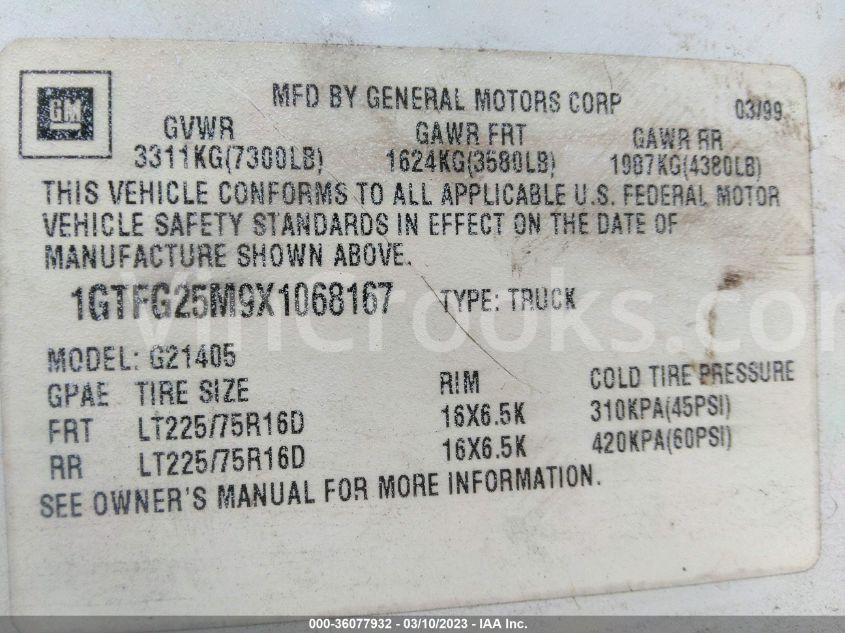 GM
MFD BY GENERAL MOTORS CORP 03/99
GVWR GAWR FRT GAWR RR
3311KG(7300LB) 1624KG(3580LB) 1987KG(4380LB)
THIS VEHICLE CONFORMS TO ALL APPLICABLE U.S. FEDERAL MOTOR
VEHICLE SAFETY STANDARDS IN EFFECT ON THE DATE OF
MANUFACTURE SHOWN ABOVE.
1GTFG25M9X1068167 TYPE: TRUCK
VinCrooks.com
MODEL: G21405
GPAE TIRE SIZE RIM COLD TIRE PRESSURE
FRT LT225/75R16D 16X6.5K 310KPA(45PSI)
RR LT225/75R16D 16X6.5K 420KPA(60PSI)
SEE OWNER'S MANUAL FOR MORE INFORMATION.
000-36077932 - 03/10/2023 - IAA Inc.